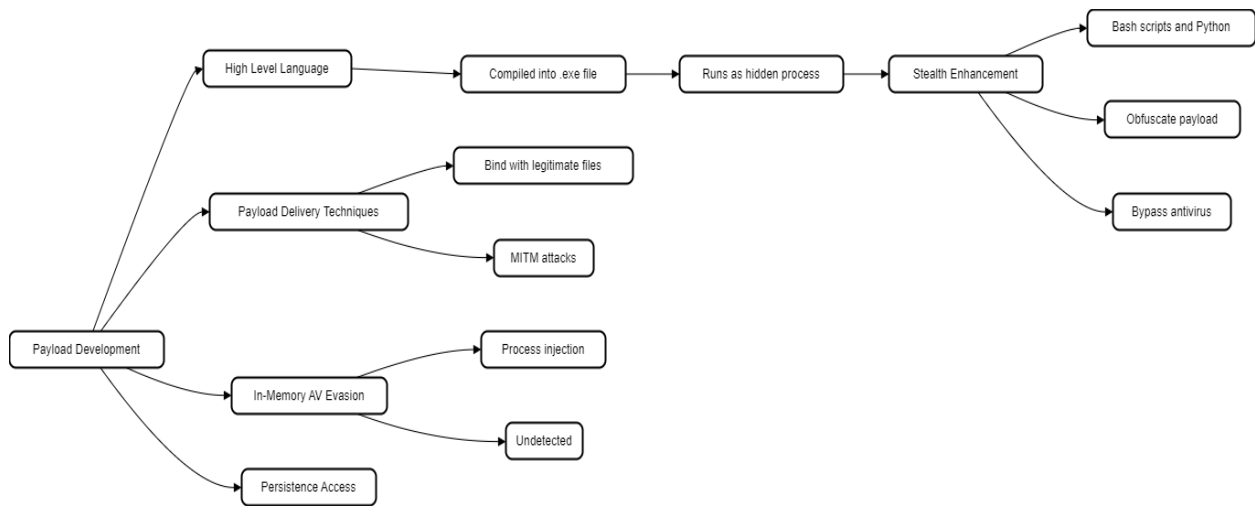 Bash scripts and Python
High Level Language
Compiled into .exe file
Runs as hidden process
Stealth Enhancement
Obfuscate payload
Bind with legitimate files
Payload Delivery Techniques
Bypass antivirus
MITM attacks
Payload Development
Process injection
In-Memory AV Evasion
Undetected
Persistence Access